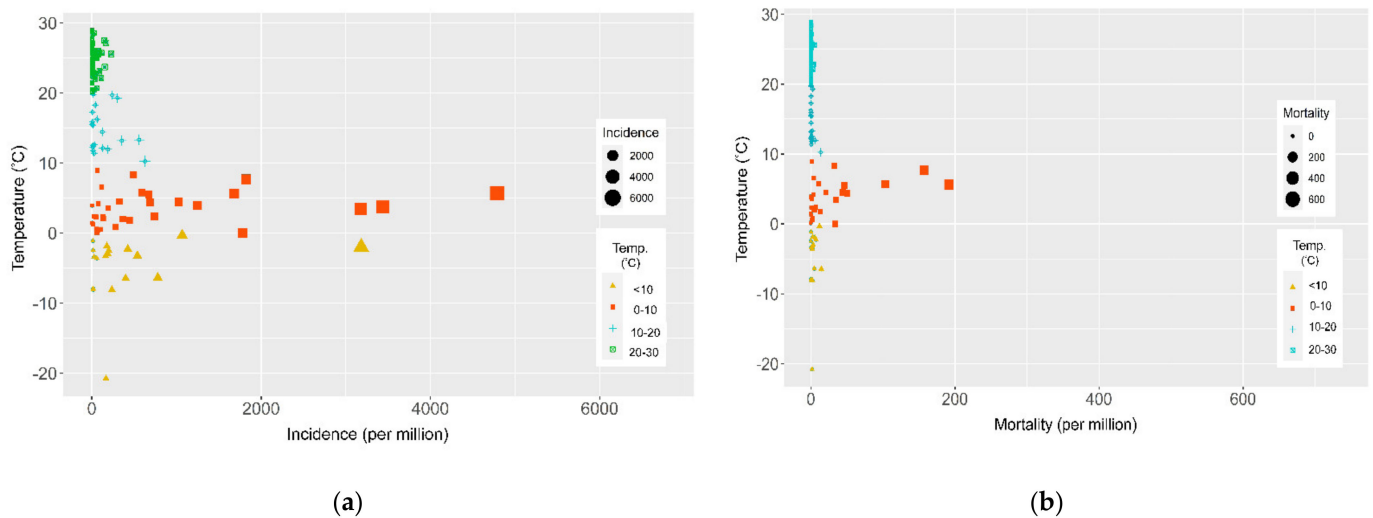 30
20
10
0
-10
-20
Temperature (°C)
0
2000
4000
6000
Incidence (per million)
Incidence
2000
4000
6000
Temp.
(°C)
<10
0-10
10-20
20-30
(a)
30
20
10
0
-10
-20
Temperature (°C)
0
200
400
600
Mortality (per million)
Mortality
0
200
400
600
Temp.
(°C)
<10
0-10
10-20
20-30
(b)